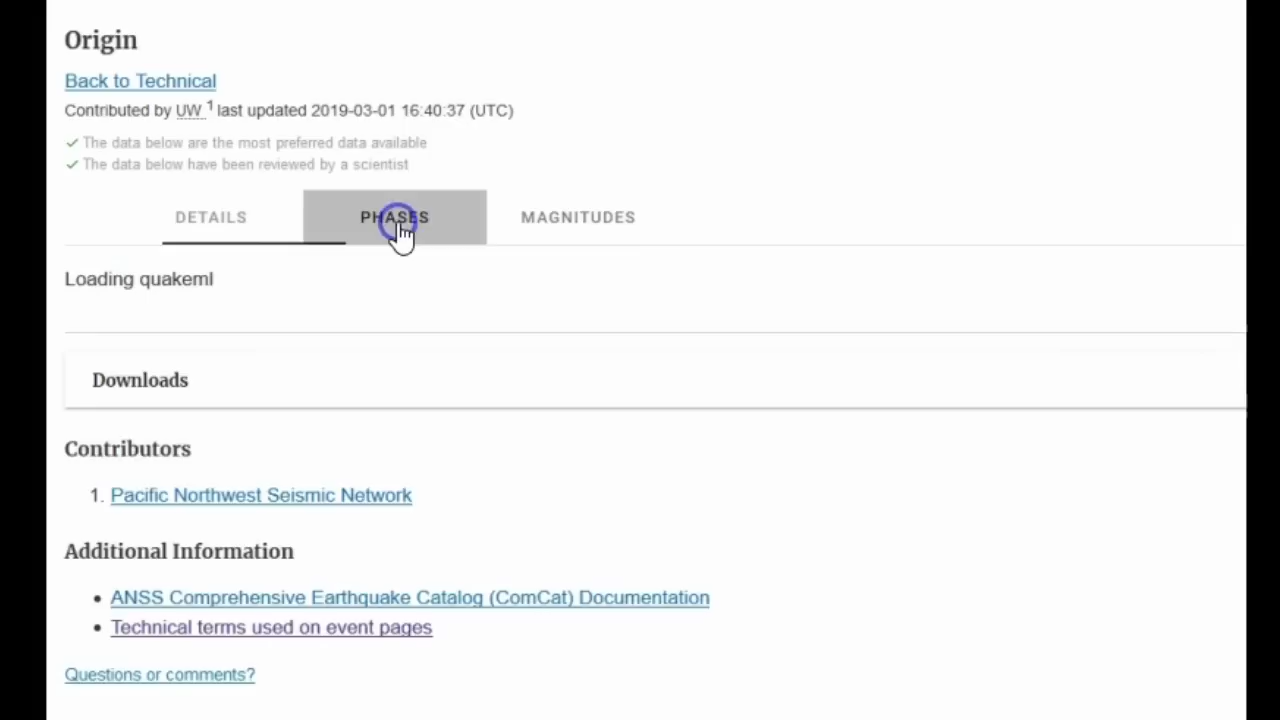 Origin
Back to Technical
Contributed by UW 1 last updated 2019-03-01 16:40:37 (UTC)
✓ The data below are the most preferred data available
✓ The data below have been reviewed by a scientist
DETAILS PHASES MAGNITUDES
Loading quakeml
Downloads
Contributors
1. Pacific Northwest Seismic Network
Additional Information
• ANSS Comprehensive Earthquake Catalog (ComCat) Documentation
• Technical terms used on event pages
Questions or comments?